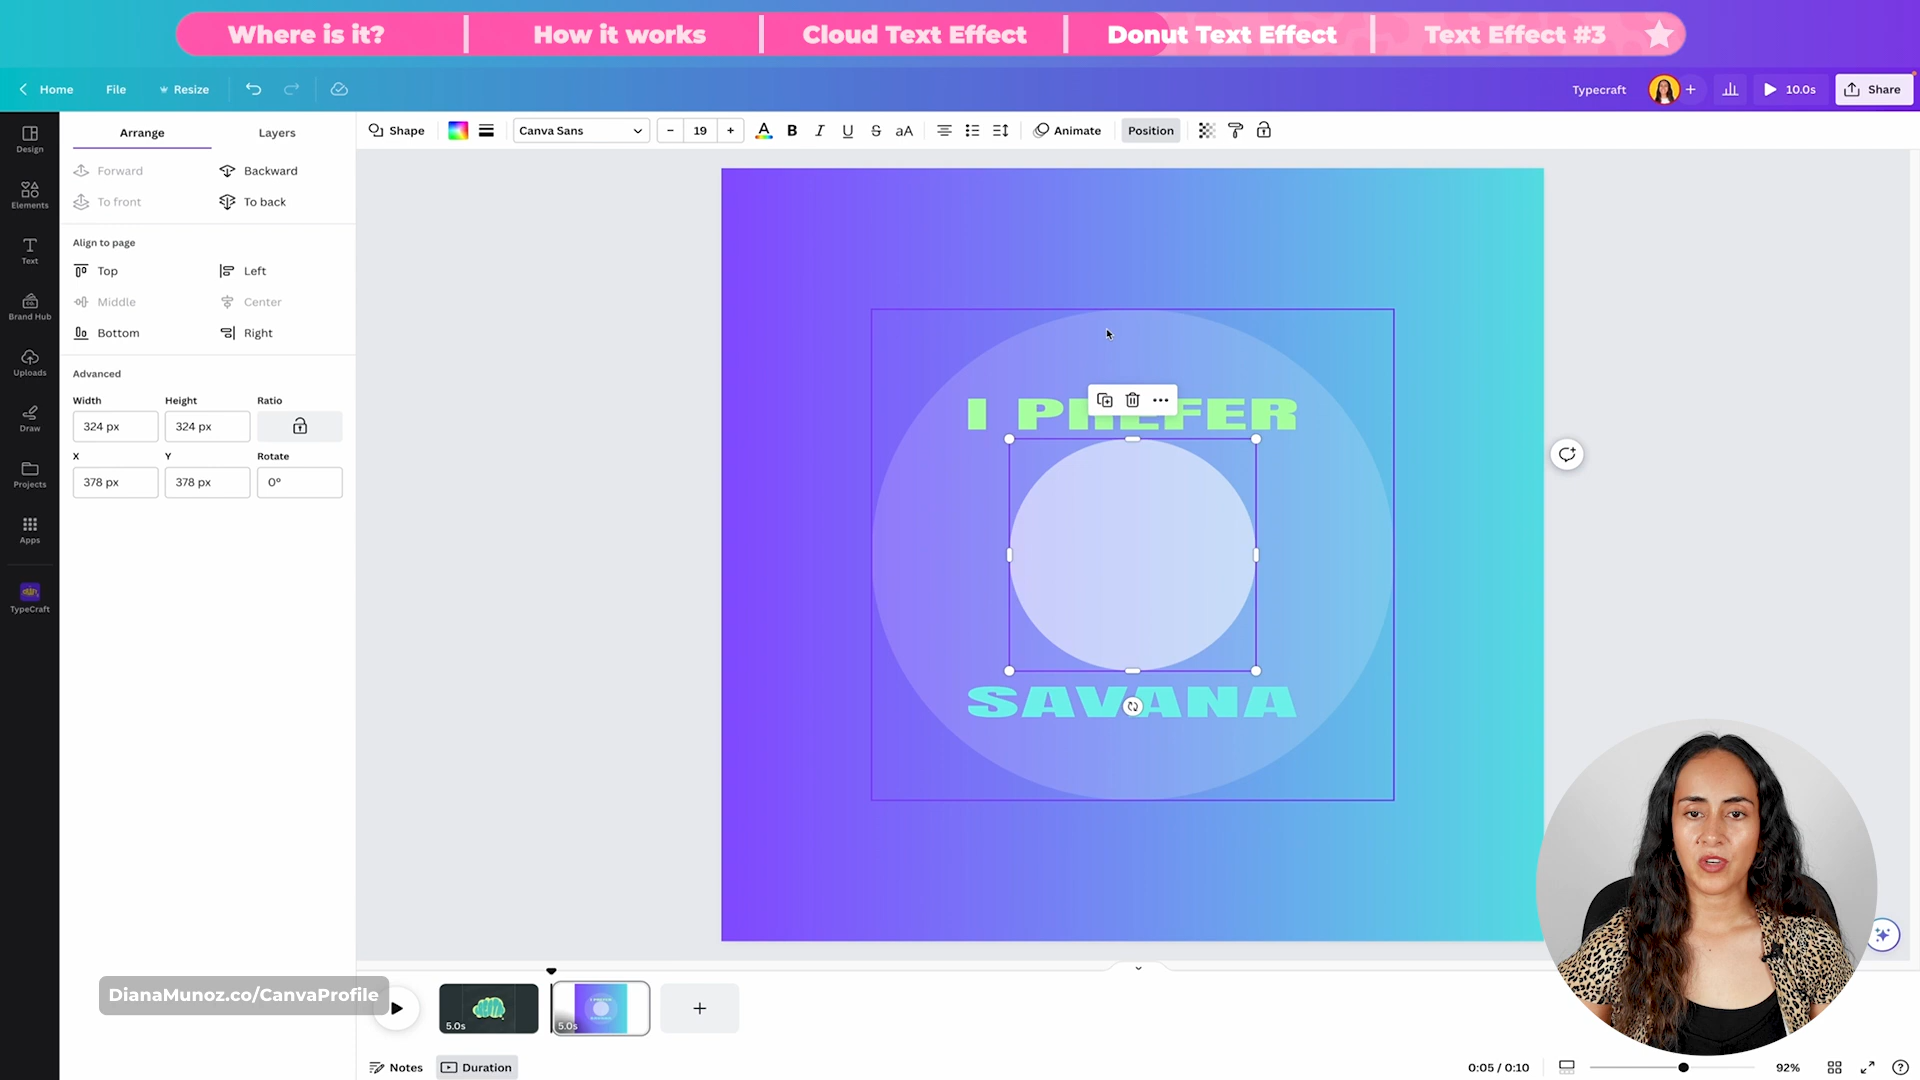 Where is it?
How it works
Cloud Text Effect
Donut Text Effect
Text Effect #3
Home
File
Resize
Typecraft
10.0s
Share
Design
Elements
Text
Brand Hub
Uploads
Draw
Projects
Apps
TypeCraft
Arrange
Layers
Forward
Backward
To front
To back
Align to page
Top
Left
Middle
Center
Bottom
Right
Advanced
Width
Height
Ratio
324 px
324 px
X
Y
Rotate
378 px
378 px
0°
Shape
Canva Sans
19
B
I
U
S
aA
Animate
Position
I PREFER
SAVANA
DianaMunoz.co/CanvaProfile
5.0s
5.0s
Notes
Duration
0:05 / 0:10
92%